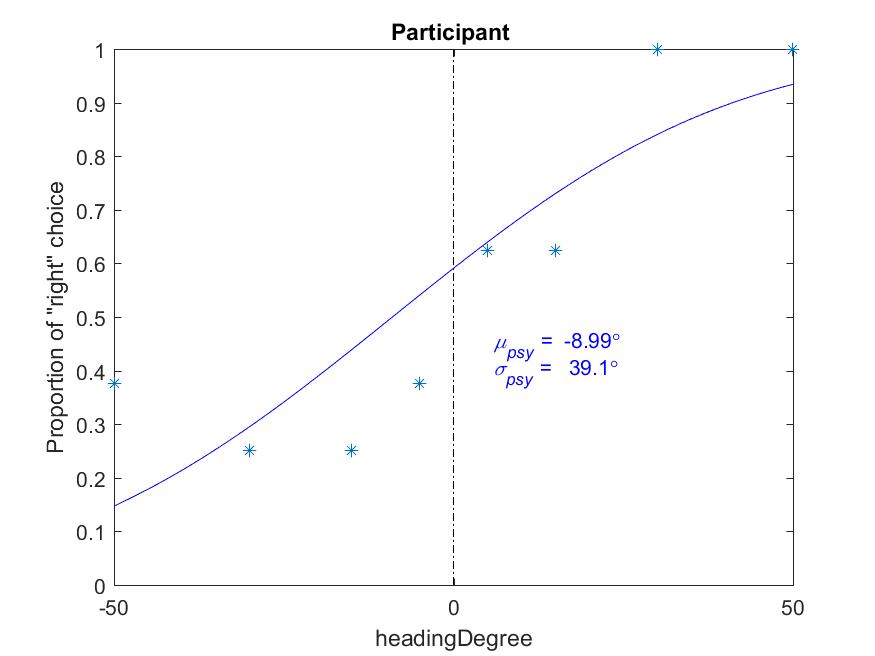 Participant
Proportion of "right" choice
1
0.9
0.8
0.7
0.6
0.5
0.4
0.3
0.2
0.1
0
μpsy = -8.99°
σpsy = 39.1°
-50
0
50
headingDegree